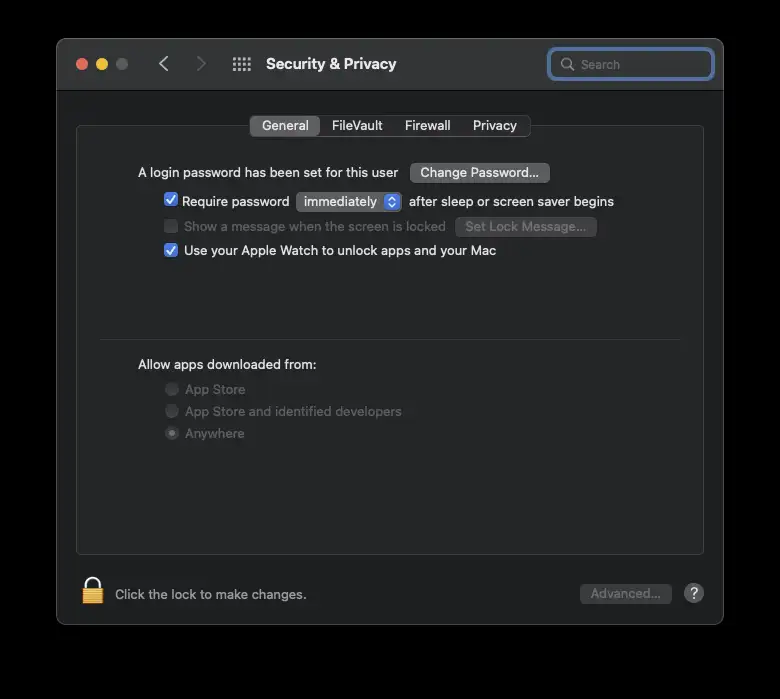 Security & Privacy
Search
General FileVault Firewall Privacy
A login password has been set for this user Change Password...
Require password immediately after sleep or screen saver begins
Show a message when the screen is locked Set Lock Message...
Use your Apple Watch to unlock apps and your Mac
Allow apps downloaded from:
App Store
App Store and identified developers
Anywhere
Click the lock to make changes. Advanced... ?